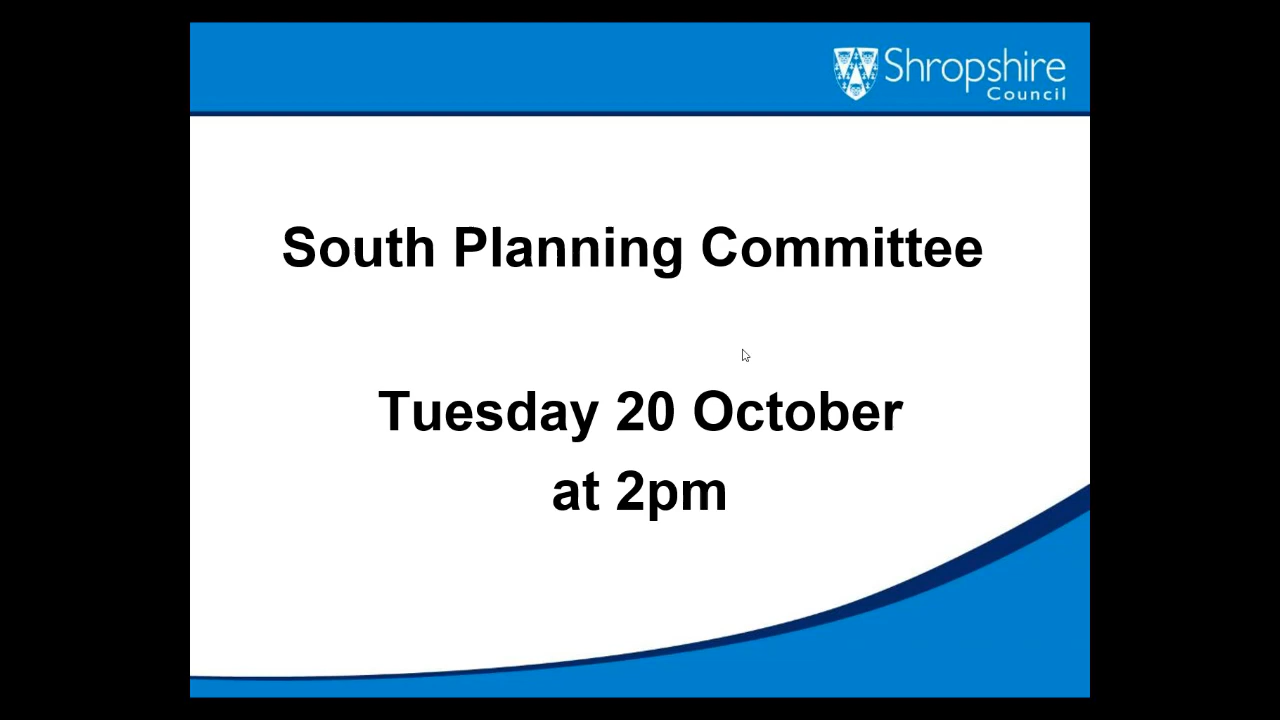 Shropshire
Council
South Planning Committee
Tuesday 20 October
at 2pm